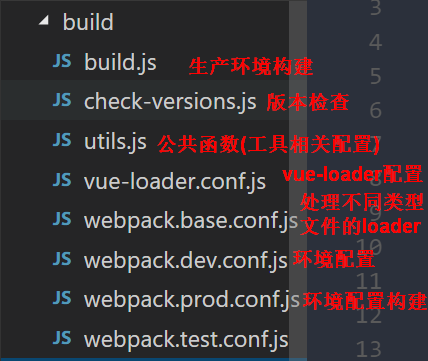 build
3
JS build.js 生产环境构建
4
5
JS check-versions.js 版本检查
6
JS utils.js 公共函数(工具相关配置)
7
JS vue-loader.conf.js vue-loader配置
8
处理不同类型
9
JS webpack.base.conf.js 文件的loader
10
JS webpack.dev.conf.js 环境配置
11
JS webpack.prod.conf.js 环境配置构建
12
JS webpack.test.conf.js
13